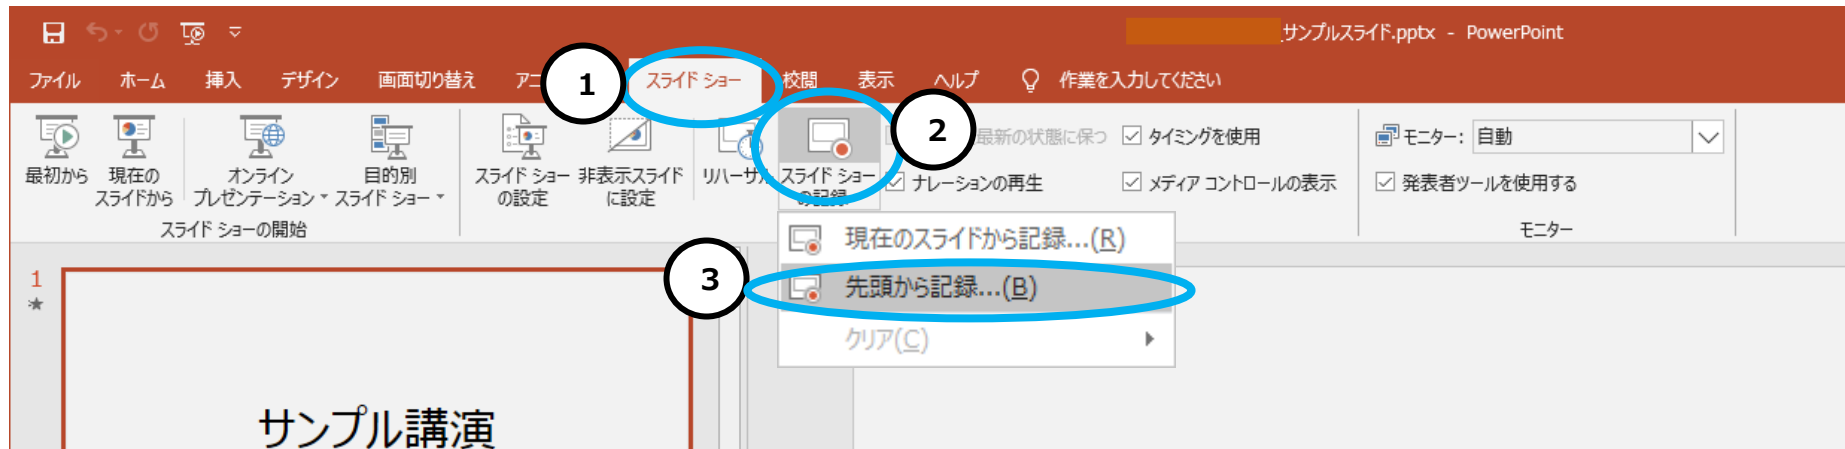 サンプルスライド.pptx - PowerPoint
ファイル ホーム 挿入 デザイン 画面切り替え アニ 1 スライド ショー 校閲 表示 ヘルプ 作業を入力してください
最初から
現在の
スライドから
オンライン
プレゼンテーション
目的別
スライド ショー
スライド ショーの開始
スライド ショー
の設定
非表示スライド
に設定
リハーサル
スライド ショー
の記録
2
最新の状態に保つ
ナレーションの再生
タイミングを使用
メディア コントロールの表示
モニター: 自動
発表者ツールを使用する
モニター
現在のスライドから記録...(R)
3
先頭から記録...(B)
クリア(C)
1
サンプル講演